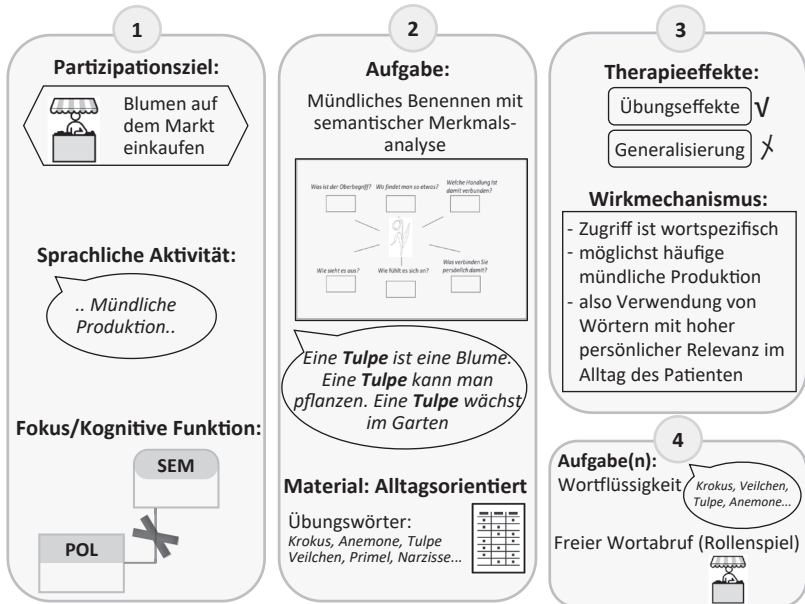 1
Partizipationsziel:
Blumen auf
dem Markt
einkaufen
Sprachliche Aktivität:
.. Mündliche
Produktion..
Fokus/Kognitive Funktion:
SEM
POL
2
Aufgabe:
Mündliches Benennen mit
semantischer Merkmals-
analyse
Was ist der Oberbegriff?
Wo findet man so etwas?
Welche Handlung ist
damit verbunden?
Wie sieht es aus?
Wie fühlt es sich an?
Was verbinden Sie
persönlich damit?
Eine Tulpe ist eine Blume.
Eine Tulpe kann man
pflanzen. Eine Tulpe wächst
im Garten
Material: Alltagsorientiert
Übungswörter:
Krokus, Anemone, Tulpe
Veilchen, Primel, Narzisse...
3
Therapieeffekte:
Übungseffekte √
Generalisierung
Wirkmechanismus:
- Zugriff ist wortspezifisch
- möglichst häufige
mündliche Produktion
- also Verwendung von
Wörtern mit hoher
persönlicher Relevanz im
Alltag des Patienten
4
Aufgabe(n):
Wortflüssigkeit
Krokus, Veilchen,
Tulpe, Anemone...
Freier Wortabruf (Rollenspiel)